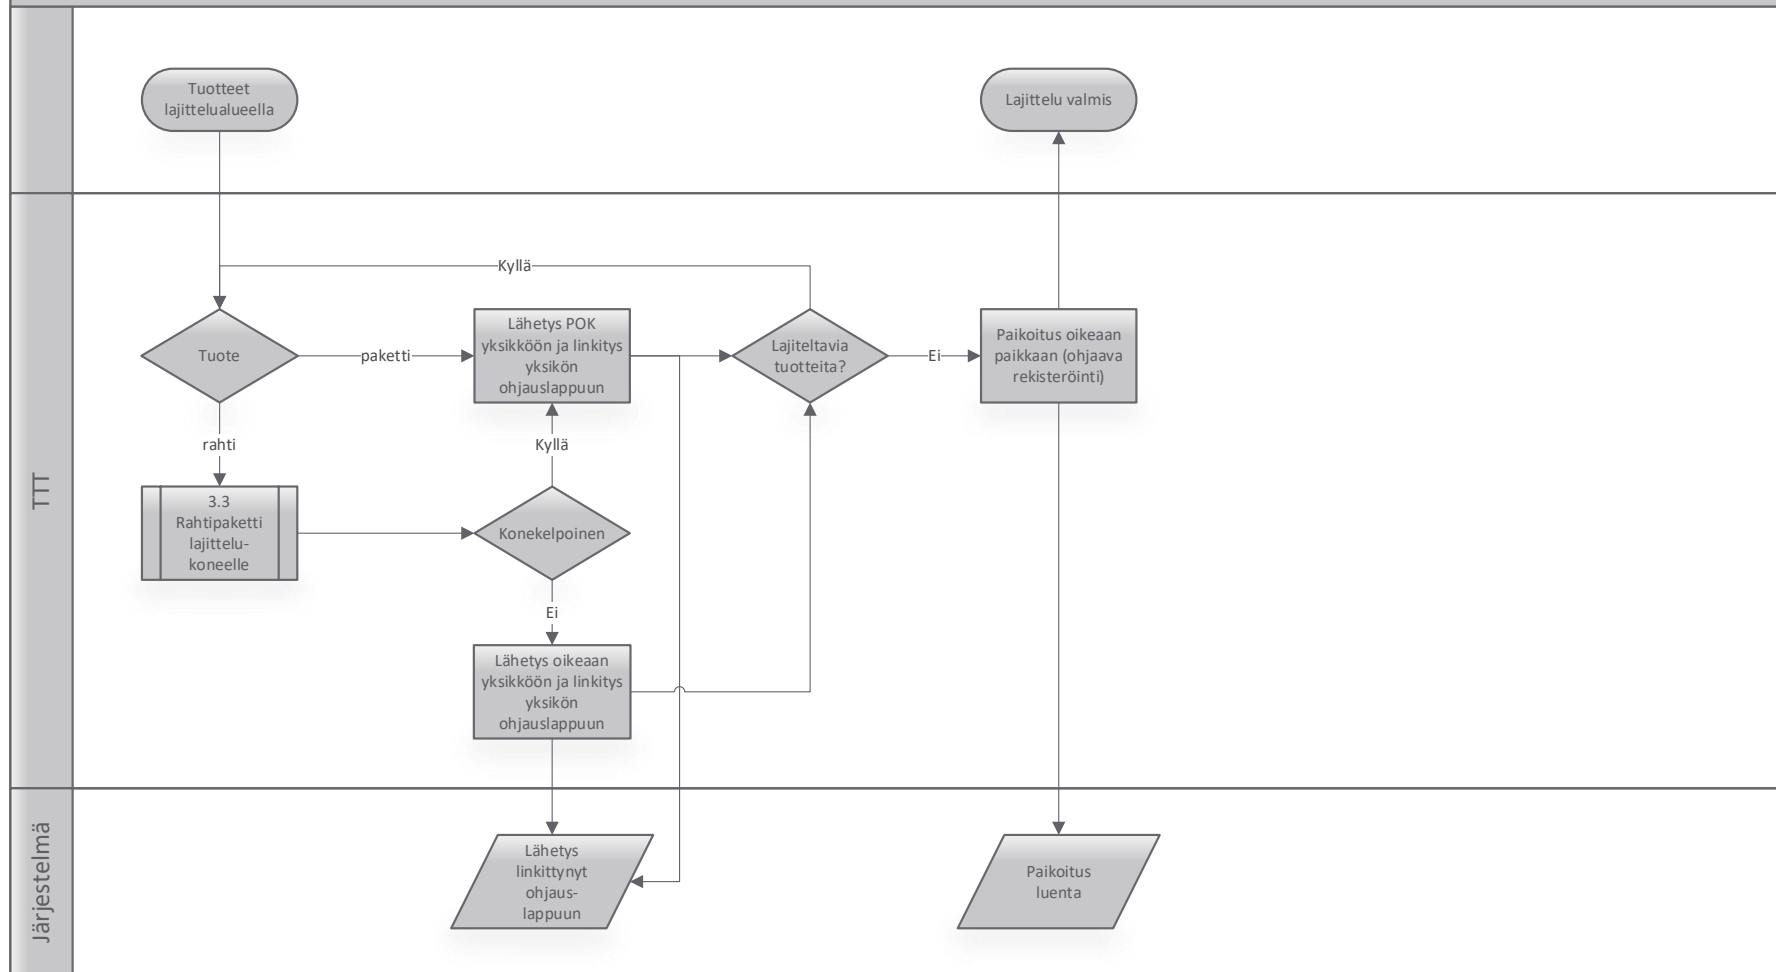 Tuotteet
lajittelualueella
Lajittelu valmis
TTT
Kyllä
Tuote
paketti
Lähetys POK
yksikköön ja linkitys
yksikön
ohjauslappuun
Lajiteltavia
tuotteita?
Ei
Paikoitus oikeaan
paikkaan (ohjaava
rekisteröinti)
rahti
Kyllä
3.3
Rahtipaketti
lajittelu-
koneelle
Konekelpoinen
Ei
Lähetys oikeaan
yksikköön ja linkitys
yksikön
ohjauslappuun
Järjestelmä
Lähetys
linkittynyt
ohjaus-
lappuun
Paikoitus
luenta